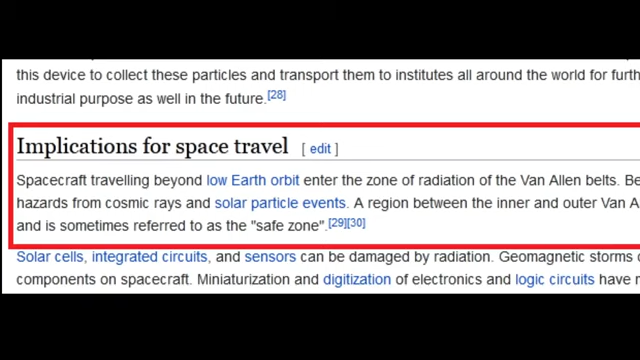 this device to collect these particles and transport them to institutes all around the world for furth
industrial purpose as well in the future.[28]
Implications for space travel [ edit ]
Spacecraft travelling beyond low Earth orbit enter the zone of radiation of the Van Allen belts. Be
hazards from cosmic rays and solar particle events. A region between the inner and outer Van A
and is sometimes referred to as the "safe zone".[29][30]
Solar cells, integrated circuits, and sensors can be damaged by radiation. Geomagnetic storms
components on spacecraft. Miniaturization and digitization of electronics and logic circuits have